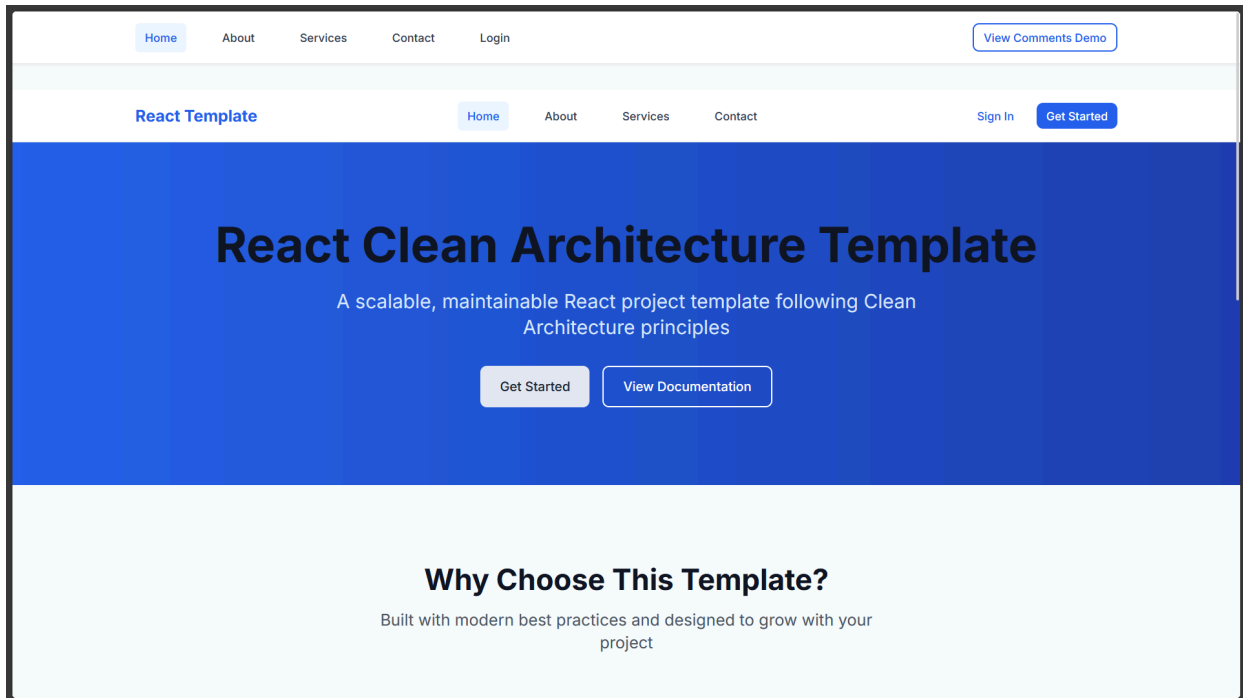 Home About Services Contact Login View Comments Demo
React Template Home About Services Contact Sign In Get Started
React Clean Architecture Template
A scalable, maintainable React project template following Clean
Architecture principles
Get Started View Documentation
Why Choose This Template?
Built with modern best practices and designed to grow with your
project